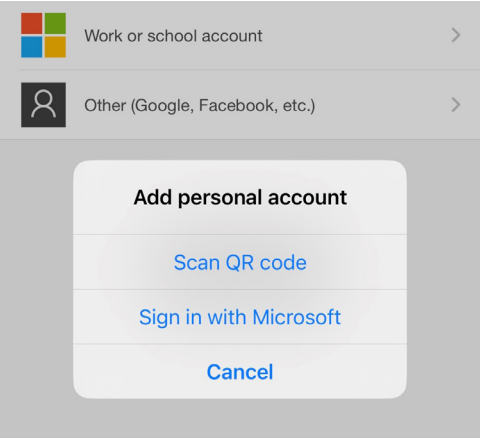 Work or school account
Other (Google, Facebook, etc.)
Add personal account
Scan QR code
Sign in with Microsoft
Cancel